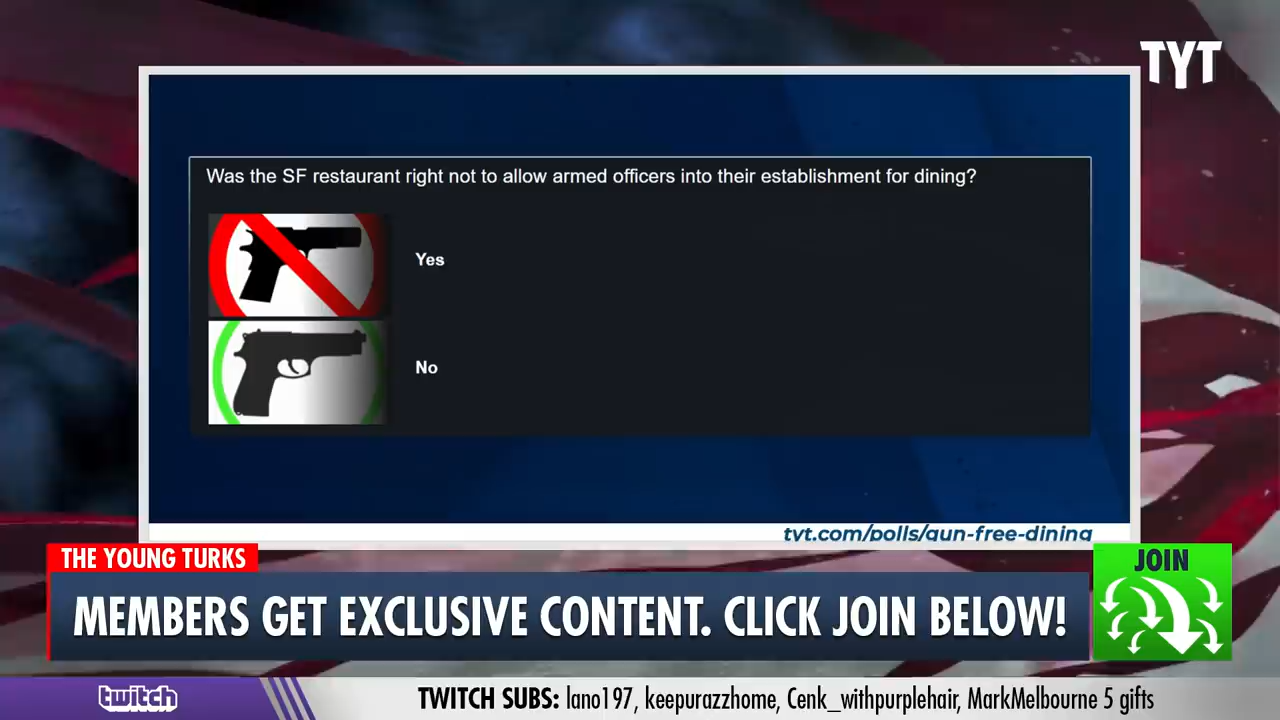 TYT
Was the SF restaurant right not to allow armed officers into their establishment for dining?
Yes
No
tyt.com/polls/gun-free-dining
THE YOUNG TURKS
JOIN
MEMBERS GET EXCLUSIVE CONTENT. CLICK JOIN BELOW!
twitch
TWITCH SUBS: lano197, keepurazzhome, Cenk_withpurplehair, MarkMelbourne 5 gifts